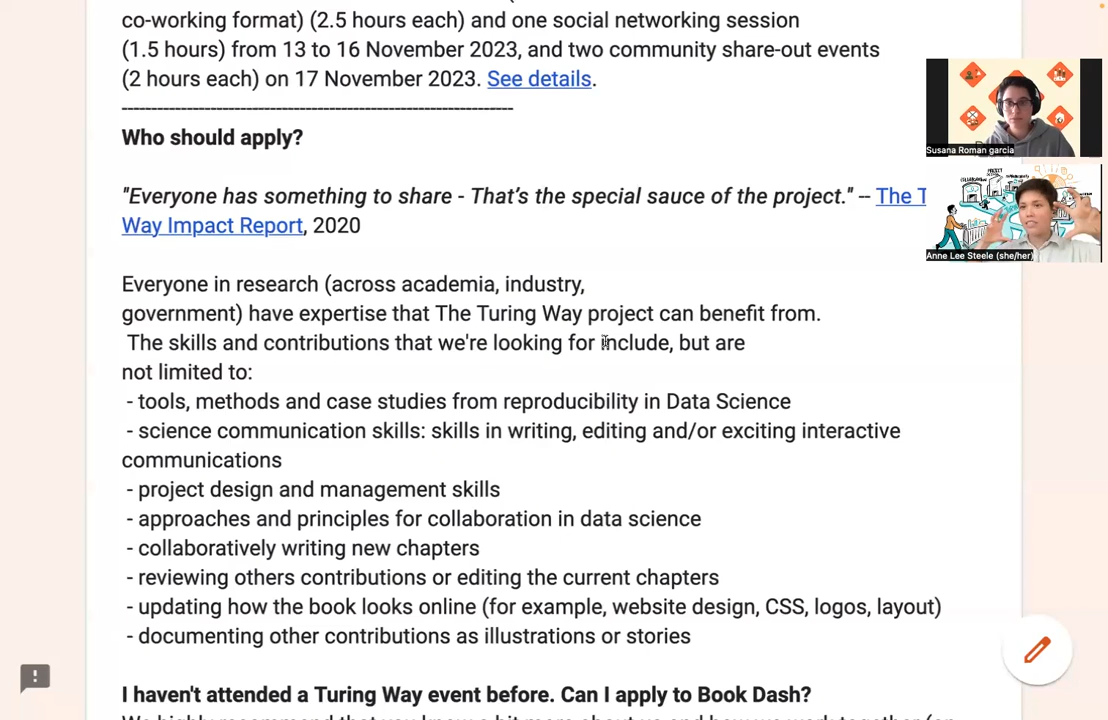 co-working format) (2.5 hours each) and one social networking session
(1.5 hours) from 13 to 16 November 2023, and two community share-out events
(2 hours each) on 17 November 2023. See details.
--------------------------------------------------------------------
Who should apply?
"Everyone has something to share - That's the special sauce of the project." -- The T
Way Impact Report, 2020
Everyone in research (across academia, industry,
government) have expertise that The Turing Way project can benefit from.
The skills and contributions that we're looking for include, but are
not limited to:
- tools, methods and case studies from reproducibility in Data Science
- science communication skills: skills in writing, editing and/or exciting interactive
communications
- project design and management skills
- approaches and principles for collaboration in data science
- collaboratively writing new chapters
- reviewing others contributions or editing the current chapters
- updating how the book looks online (for example, website design, CSS, logos, layout)
- documenting other contributions as illustrations or stories
I haven't attended a Turing Way event before. Can I apply to Book Dash?
Susana Roman garcia
Anne Lee Steele (she/her)